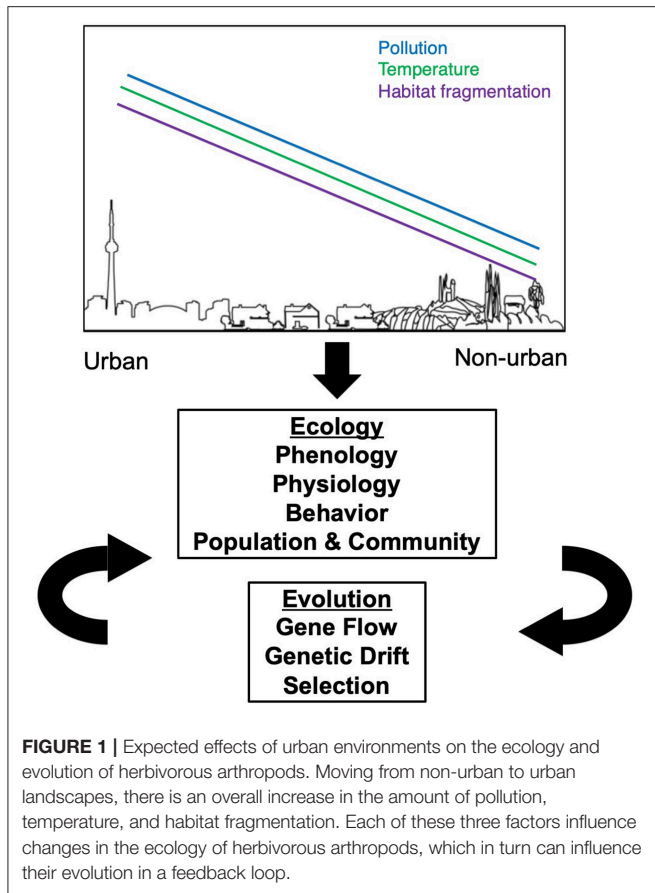 Pollution
Temperature
Habitat fragmentation
Urban
Non-urban
Ecology
Phenology
Physiology
Behavior
Population & Community
Evolution
Gene Flow
Genetic Drift
Selection
FIGURE 1 | Expected effects of urban environments on the ecology and
evolution of herbivorous arthropods. Moving from non-urban to urban
landscapes, there is an overall increase in the amount of pollution,
temperature, and habitat fragmentation. Each of these three factors influence
changes in the ecology of herbivorous arthropods, which in turn can influence
their evolution in a feedback loop.